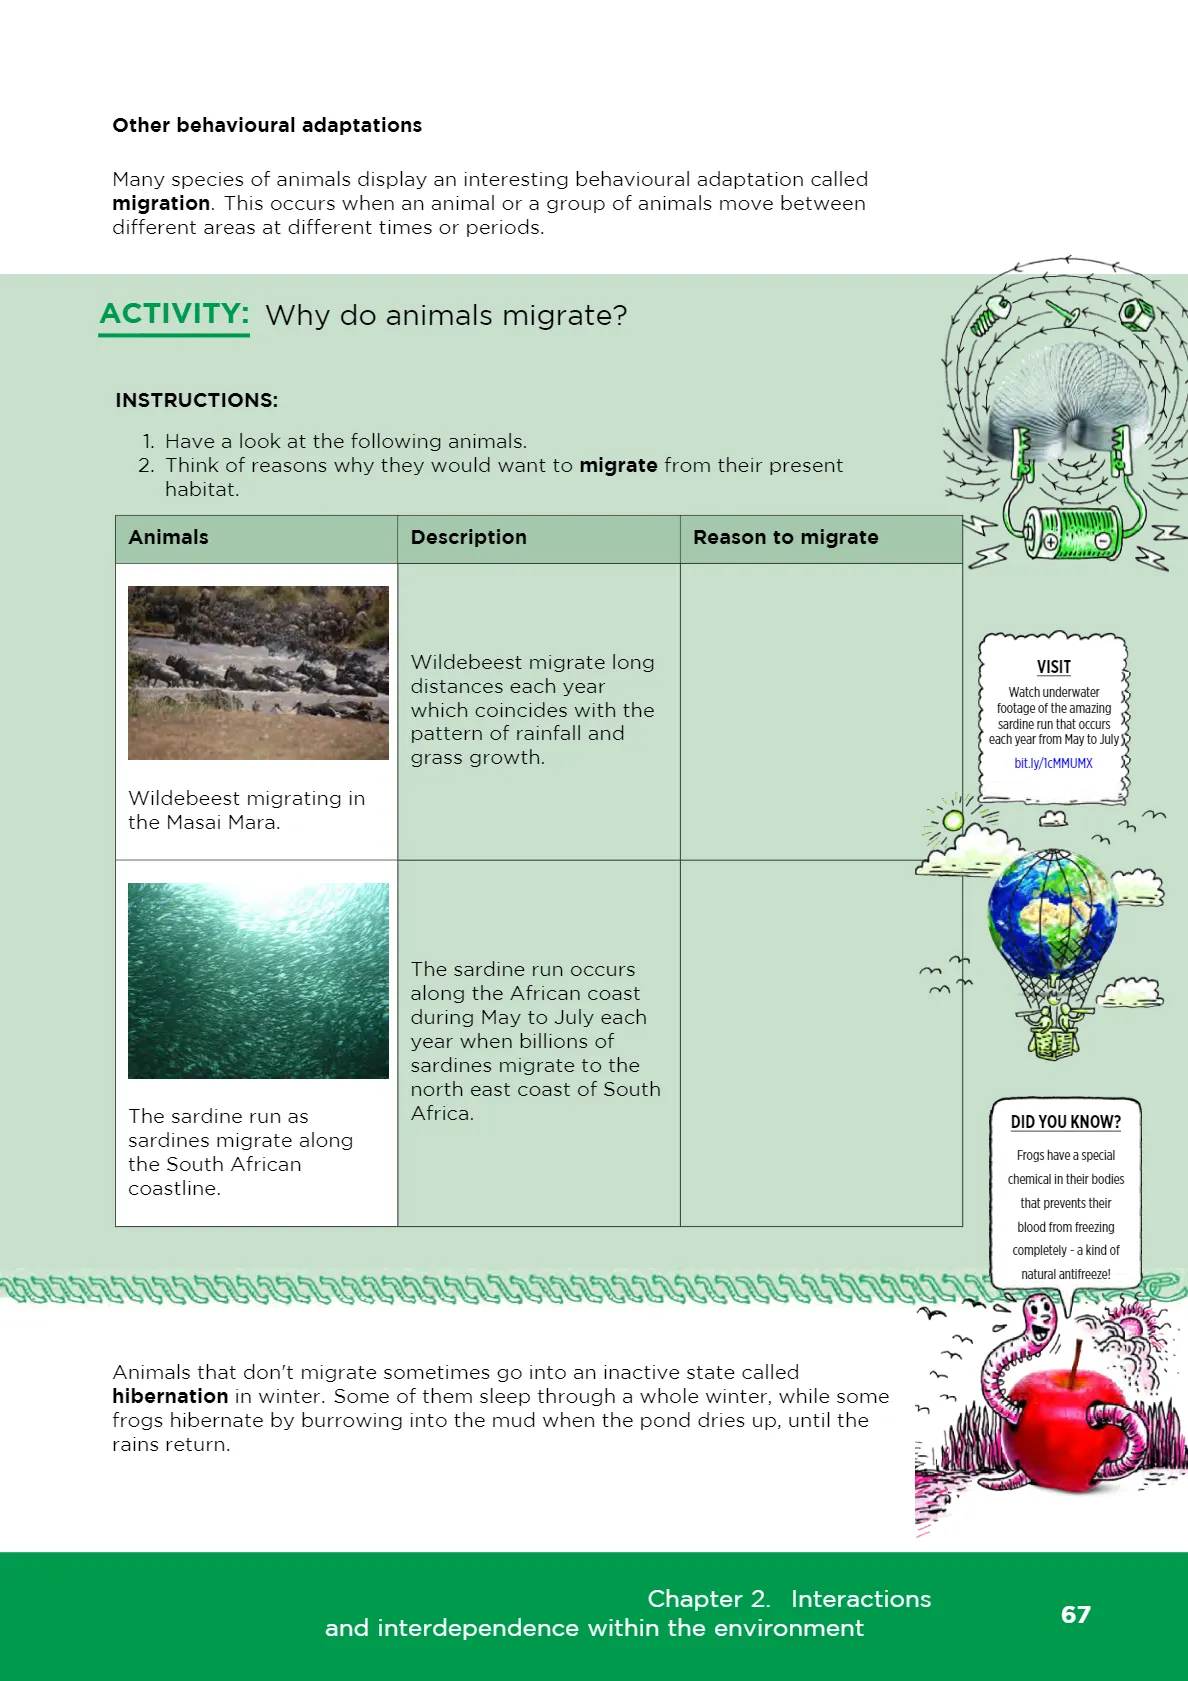 Other behavioural adaptations
Many species of animals display an interesting behavioural adaptation called
migration. This occurs when an animal or a group of animals move between
different areas at different times or periods.
ACTIVITY: Why do animals migrate?
INSTRUCTIONS:
1. Have a look at the following animals.
2. Think of reasons why they would want to migrate from their present
habitat.
Animals Description Reason to migrate
Wildebeest migrating in
the Masai Mara.
Wildebeest migrate long
distances each year
which coincides with the
pattern of rainfall and
grass growth.
The sardine run as
sardines migrate along
the South African
coastline.
The sardine run occurs
along the African coast
during May to July each
year when billions of
sardines migrate to the
north east coast of South
Africa.
VISIT
Watch underwater
footage of the amazing
sardine run that occurs
each year from May to July
bit.ly/1cMMUMX
DID YOU KNOW?
Frogs have a special
chemical in their bodies
that prevents their
blood from freezing
completely - a kind of
natural antifreeze!
Animals that don't migrate sometimes go into an inactive state called
hibernation in winter. Some of them sleep through a whole winter, while some
frogs hibernate by burrowing into the mud when the pond dries up, until the
rains return.
Chapter 2. Interactions
and interdependence within the environment
67